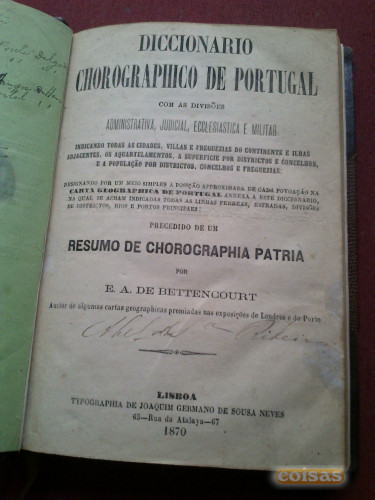 DICCIONARIO
CHOROGRAPHICO DE PORTUGAL
COM AS DIVISÕES
ADMINISTRATIVA, JUDICIAL, ECCLESIASTICA E MILITAR
INDICANDO TODAS AS CIDADES, VILLAS E FREGUEZIAS DO CONTINENTE E ILHAS
ADJACENTES, OS AQUARTELAMENTOS, A SUPERFICIE POR DISTRICTOS E CONCELHOS,
E A POPULAÇÃO POR DISTRICTOS, CONCELHOS E FREGUEZIAS:
DESIGNANDO POR UM MEIO SIMPLES A POSIÇÃO APROXIMADA DE CADA POVOAÇÃO NA
CARTA GEOGRAPHICA DE PORTUGAL ANNEXA A ESTE DICCIONARIO,
NA QUAL SE ACHAM INDICADAS TODAS AS LINHAS FERREAS, ESTRADAS, DIVISÕES
DE DISTRICTOS, RIOS E PORTOS PRINCIPAES:
PRECEDIDO DE UM
RESUMO DE CHOROGRAPHIA PATRIA
POR
E. A. DE BETTENCOURT
Auctor de algumas cartas geographicas premiadas nas exposições de Londres e do Porto
Ribeiro
LISBOA
TYPOGRAPHIA DE JOAQUIM GERMANO DE SOUSA NEVES
65—Rua da Atalaya—67
1870
coisas